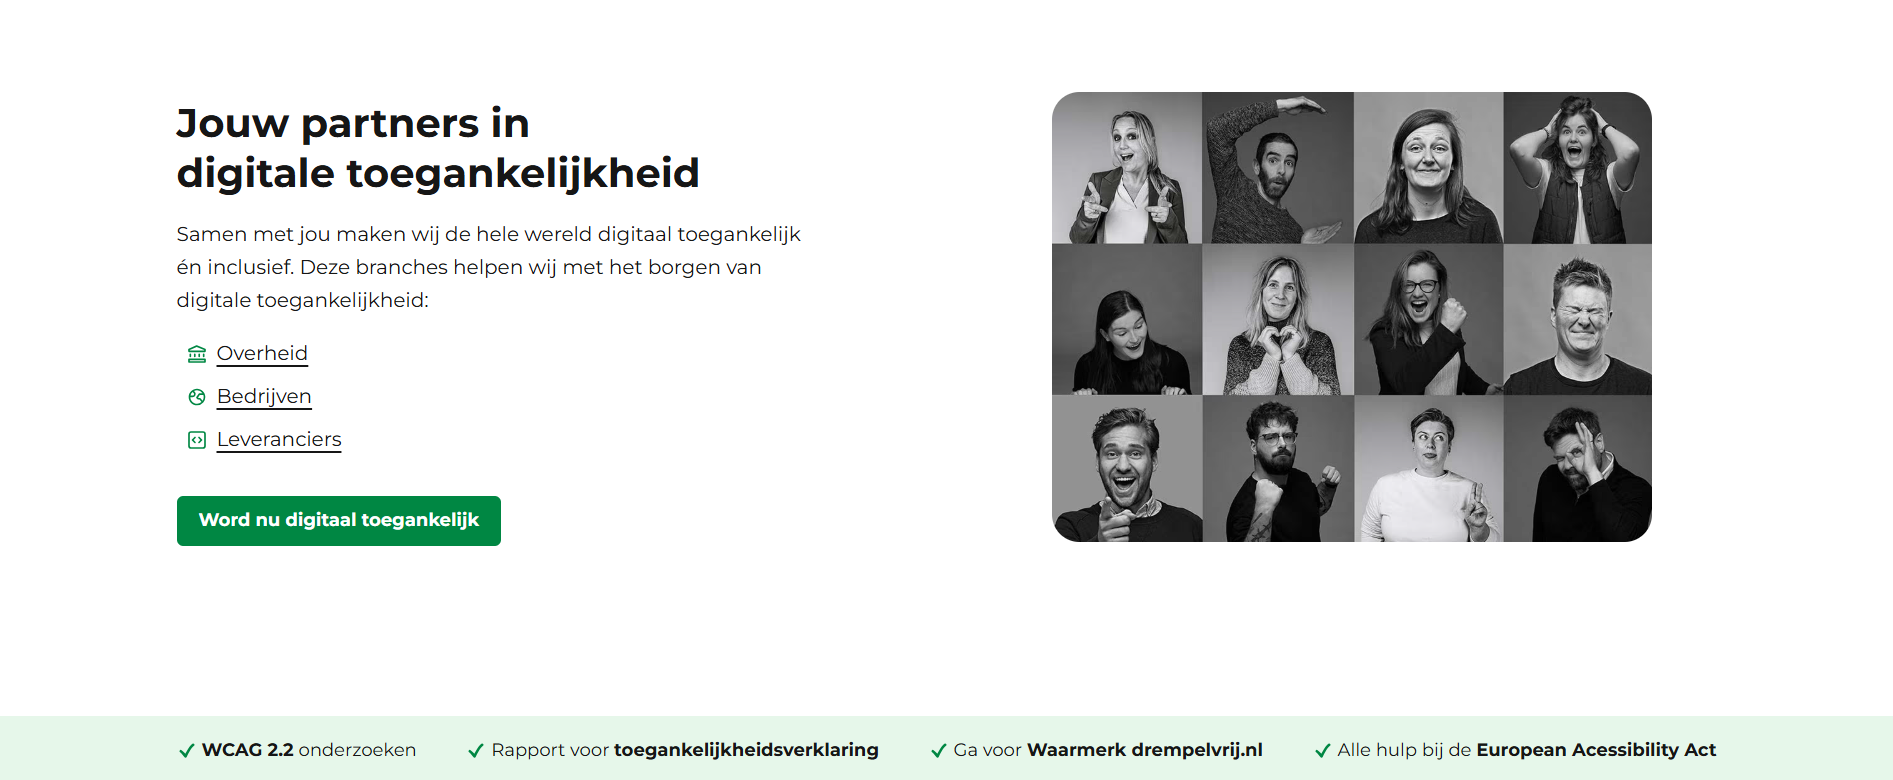 Jouw partners in
digitale toegankelijkheid
Samen met jou maken wij de hele wereld digitaal toegankelijk
én inclusief. Deze branches helpen wij met het borgen van
digitale toegankelijkheid:
Overheid
Bedrijven
Leveranciers
Word nu digitaal toegankelijk
WCAG 2.2 onderzoeken
Rapport voor toegankelijkheidsverklaring
Ga voor Waarmerk drempelvrij.nl
Alle hulp bij de European Acessibility Act